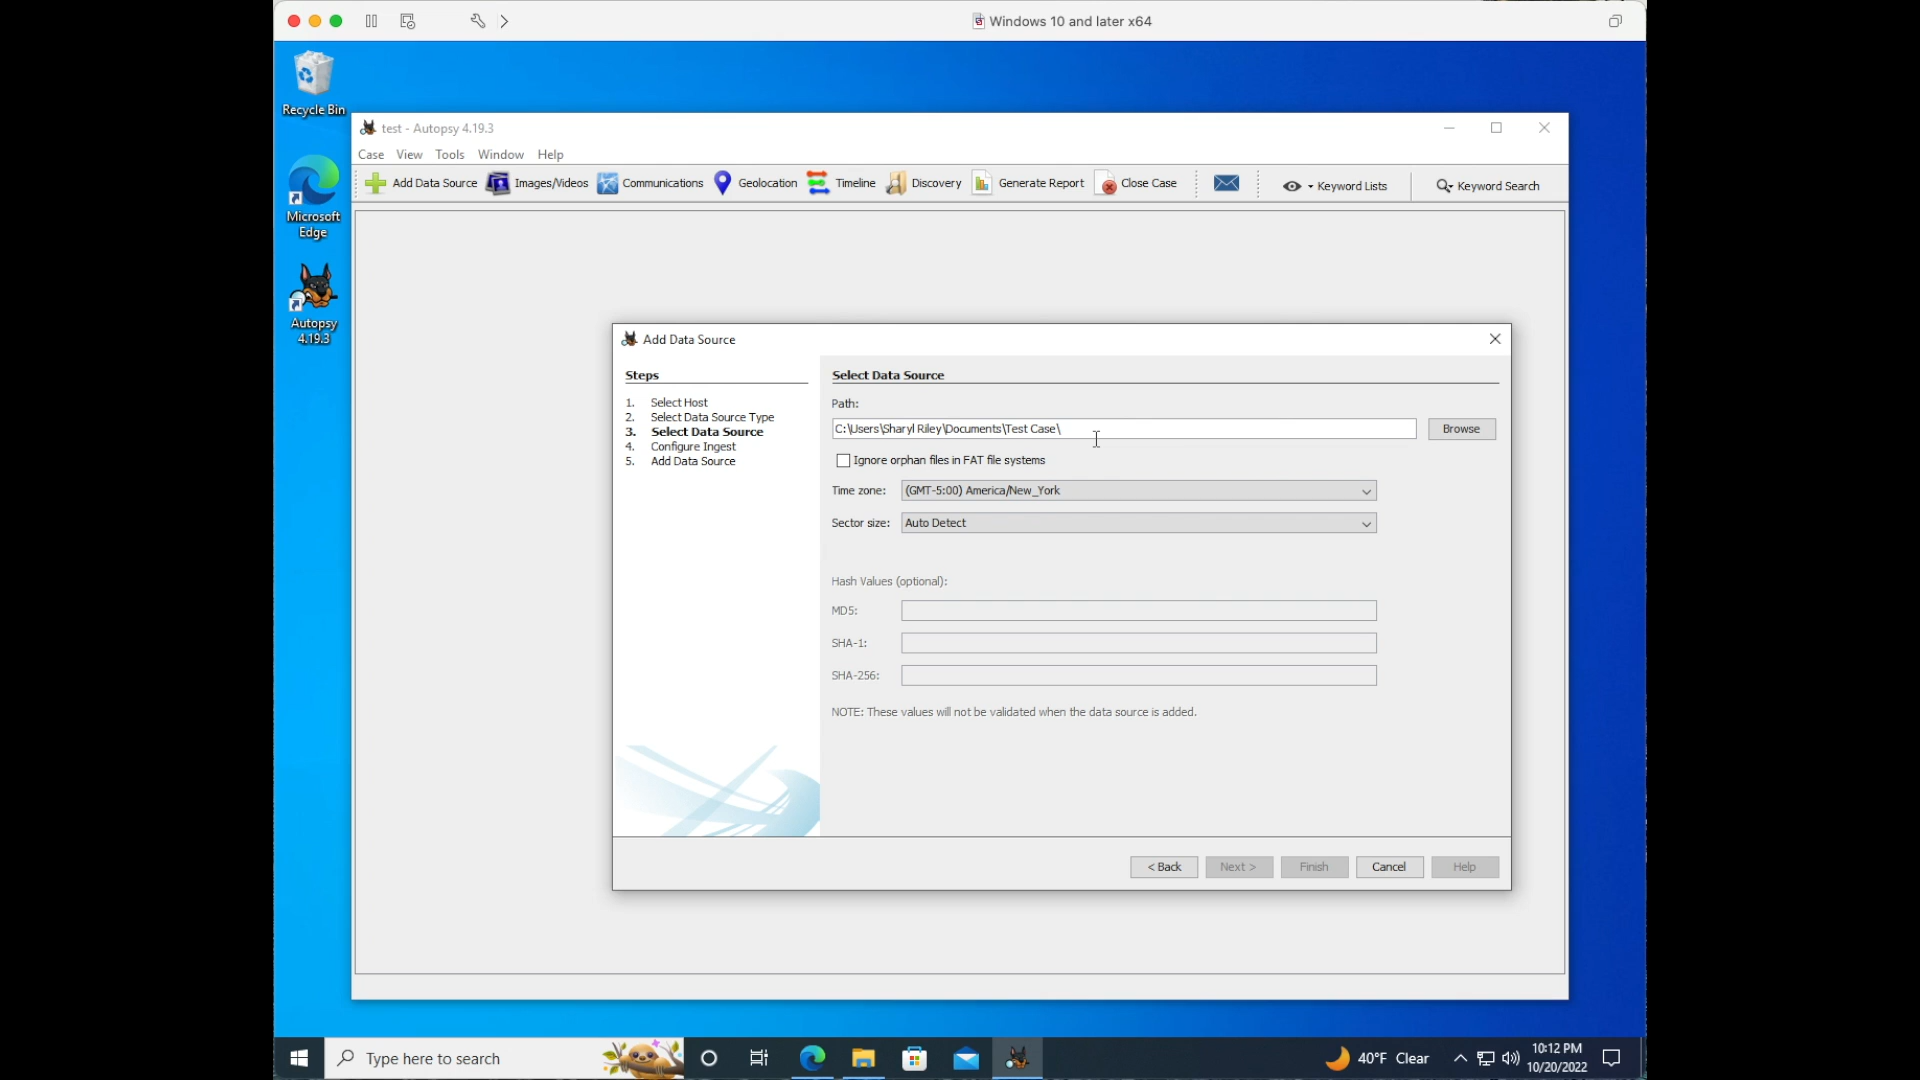 Windows 10 and later x64
Recycle Bin
Microsoft
Edge
Autopsy
4.19.3
test - Autopsy 4.19.3
Case View Tools Window Help
Add Data Source Images/Videos Communications Geolocation Timeline Discovery Generate Report Close Case Keyword Lists Keyword Search
Add Data Source
Steps
1. Select Host
2. Select Data Source Type
3. Select Data Source
4. Configure Ingest
5. Add Data Source
Select Data Source
Path:
C:\Users\Sharyl Riley\Documents\Test Case\
Browse
Ignore orphan files in FAT file systems
Time zone: (GMT-5:00) America/New_York
Sector size: Auto Detect
Hash Values (optional):
MD5:
SHA-1:
SHA-256:
NOTE: These values will not be validated when the data source is added.
< Back Next > Finish Cancel Help
Type here to search
40°F Clear
10:12 PM
10/20/2022